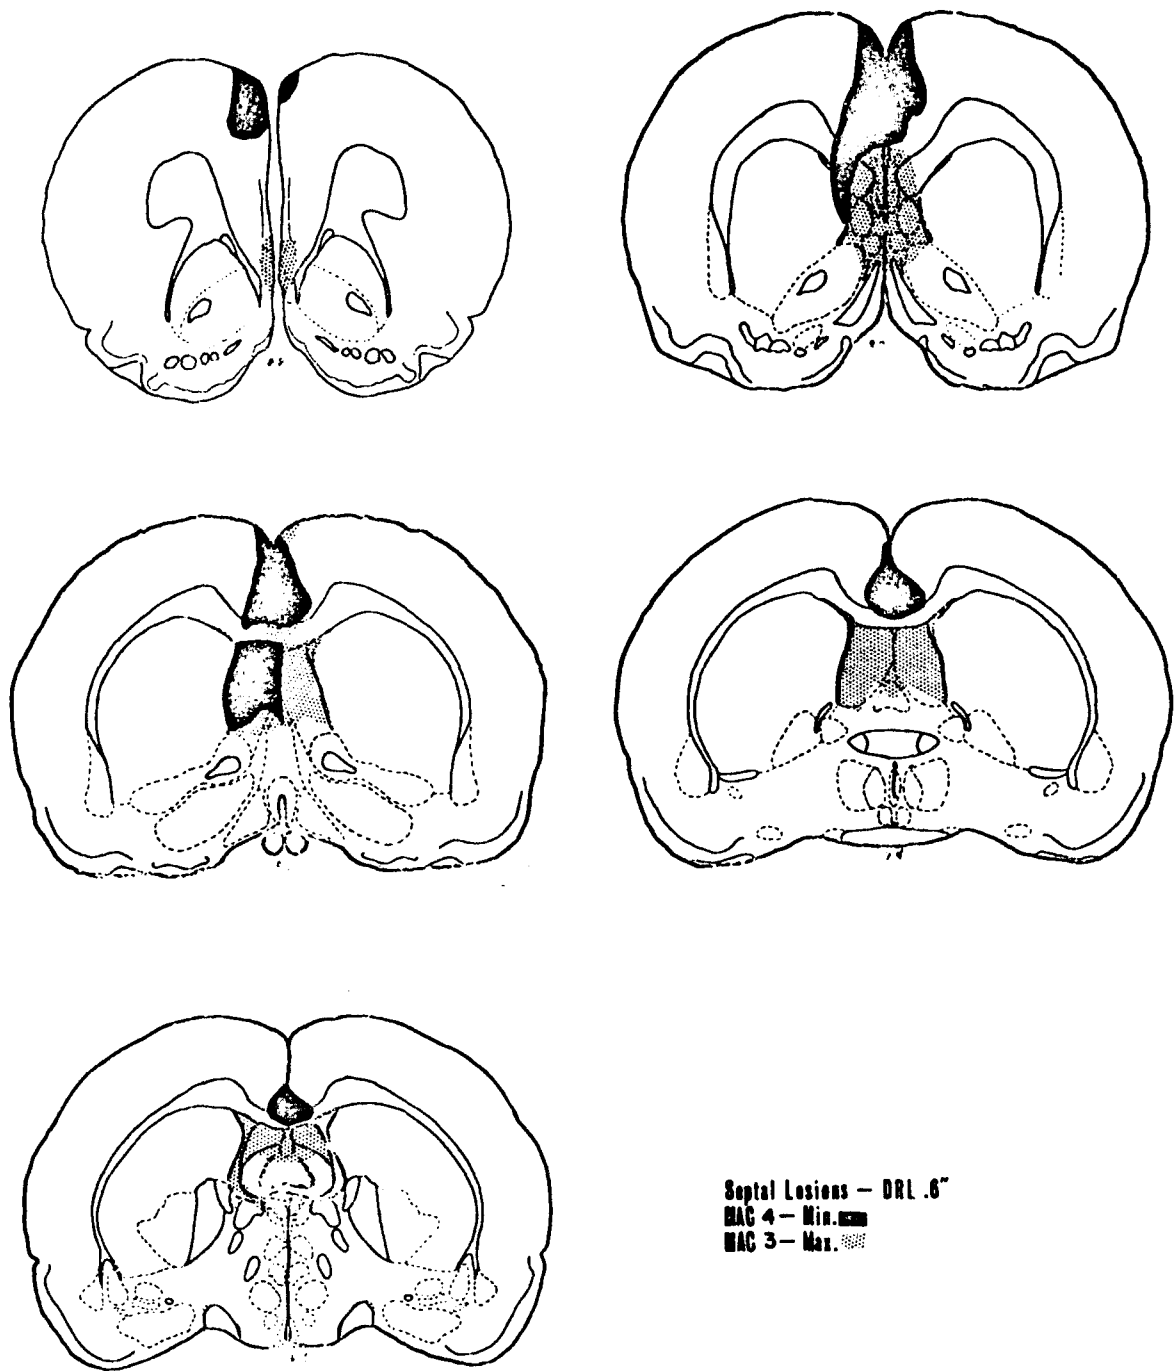 Septal Lesions — DRL .6"
MAC 4 — Min.
MAC 3 — Max.